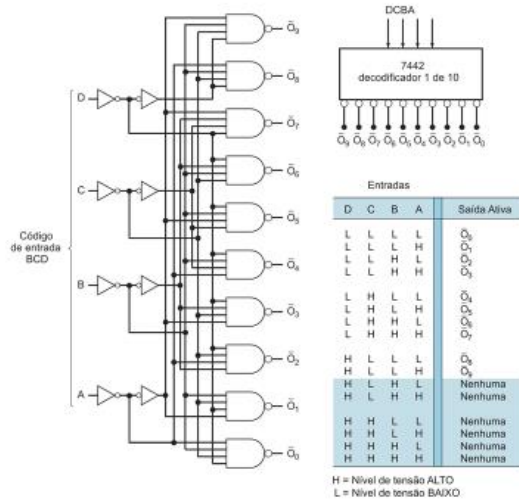 DCBA
7442
decodificador 1 de 10
Ō₉ Ō₈ Ō₇ Ō₆ Ō₅ Ō₄ Ō₃ Ō₂ Ō₁ Ō₀
Ō₉
Ō₈
D
Ō₇
Ō₆
C
Ō₅
Código
de entrada
BCD
Ō₄
B
Ō₃
Ō₂
A
Ō₁
Ō₀
Entradas
D C B A Saída Ativa
L L L L Ō₀
L L L H Ō₁
L L H L Ō₂
L L H H Ō₃
L H L L Ō₄
L H L H Ō₅
L H H L Ō₆
L H H H Ō₇
H L L L Ō₈
H L L H Ō₉
H L H L Nenhuma
H L H H Nenhuma
H H L L Nenhuma
H H L H Nenhuma
H H H L Nenhuma
H H H H Nenhuma
H = Nível de tensão ALTO
L = Nível de tensão BAIXO